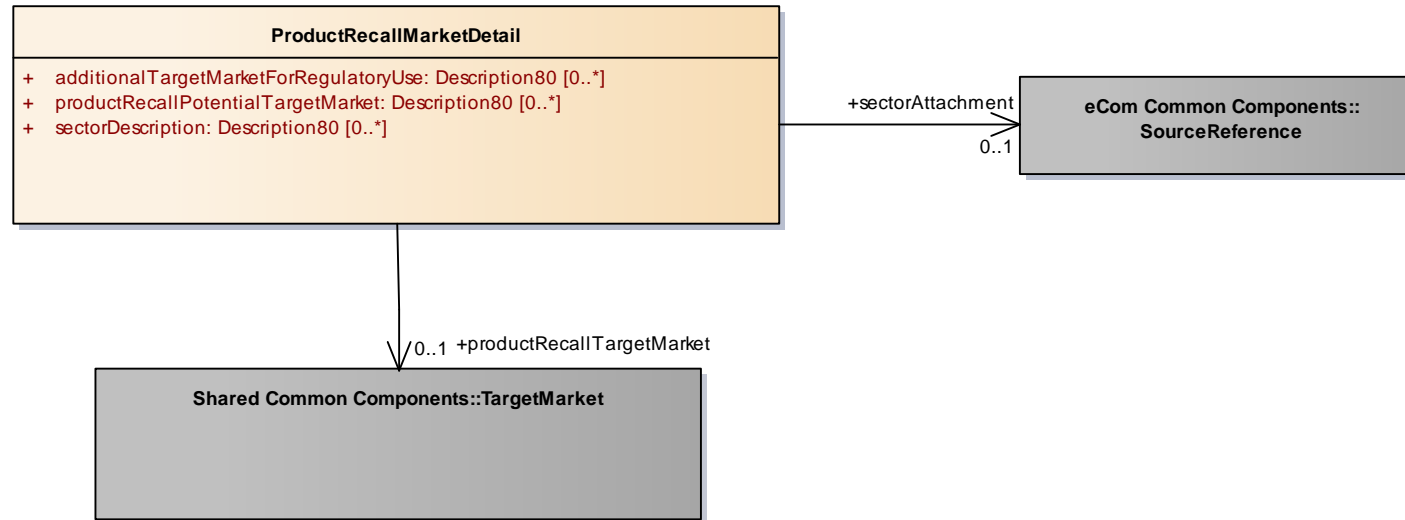 ProductRecallMarketDetail
+ additionalTargetMarketForRegulatoryUse: Description80 [0..*]
+ productRecallPotentialTargetMarket: Description80 [0..*]
+ sectorDescription: Description80 [0..*]
+sectorAttachment
0..1
eCom Common Components::
SourceReference
0..1 +productRecallTargetMarket
Shared Common Components::TargetMarket